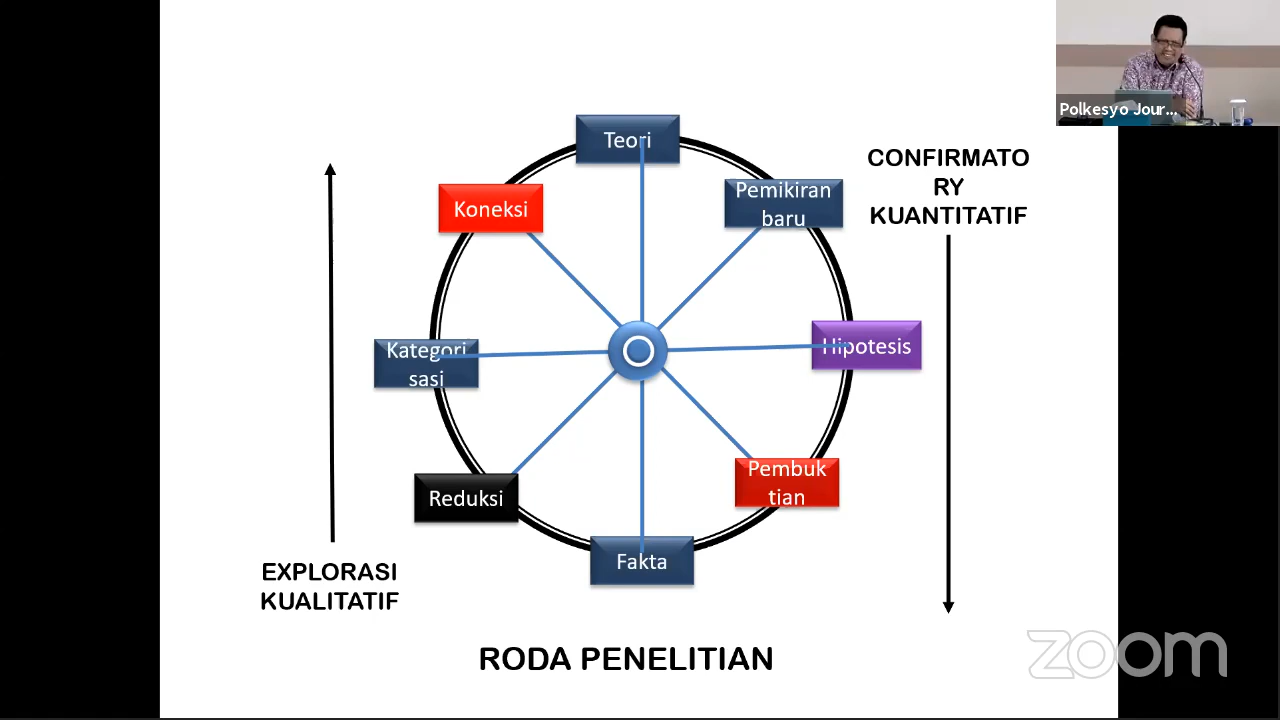 Polkesyo Jour...
Teori
Koneksi
Pemikiran
baru
CONFIRMATO
RY
KUANTITATIF
Kategori
sasi
Hipotesis
Reduksi
Pembuk
tian
Fakta
EXPLORASI
KUALITATIF
RODA PENELITIAN
zoom